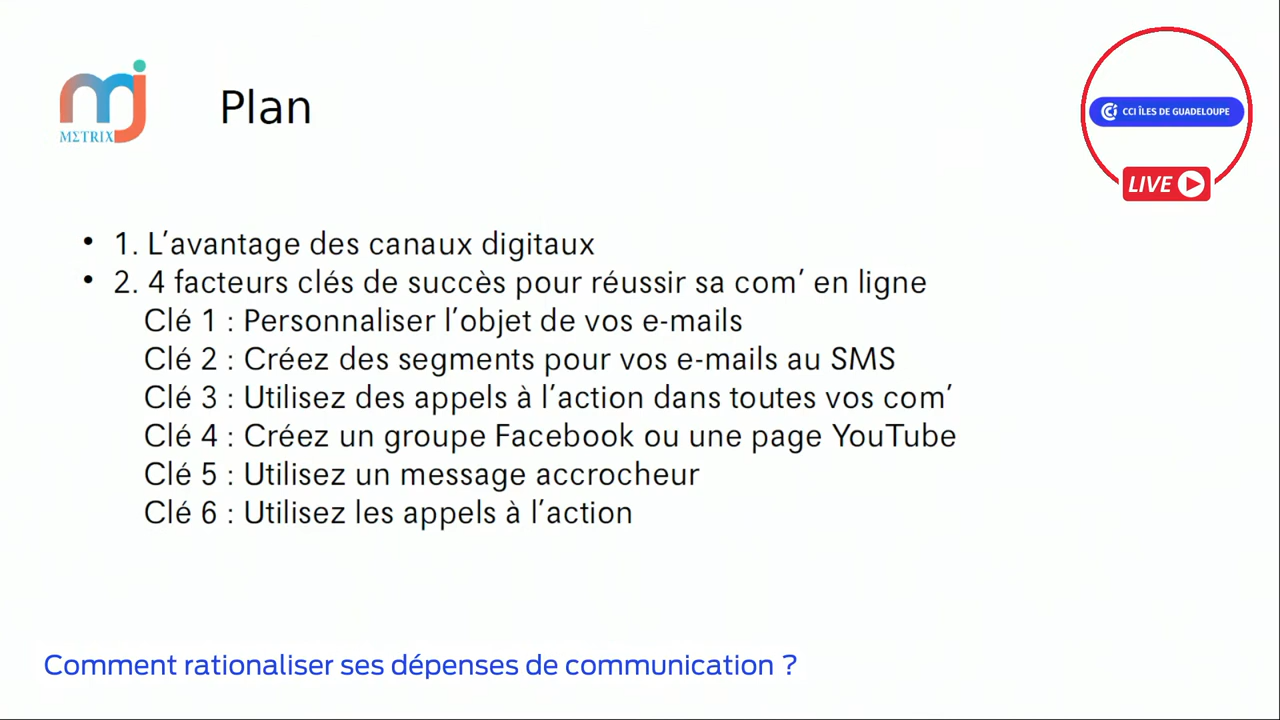 mj
MΣTRIX
Plan
CCI ÎLES DE GUADELOUPE
LIVE
• 1. L’avantage des canaux digitaux
• 2. 4 facteurs clés de succès pour réussir sa com’ en ligne
Clé 1 : Personnaliser l’objet de vos e-mails
Clé 2 : Créez des segments pour vos e-mails au SMS
Clé 3 : Utilisez des appels à l’action dans toutes vos com’
Clé 4 : Créez un groupe Facebook ou une page YouTube
Clé 5 : Utilisez un message accrocheur
Clé 6 : Utilisez les appels à l’action
Comment rationaliser ses dépenses de communication ?